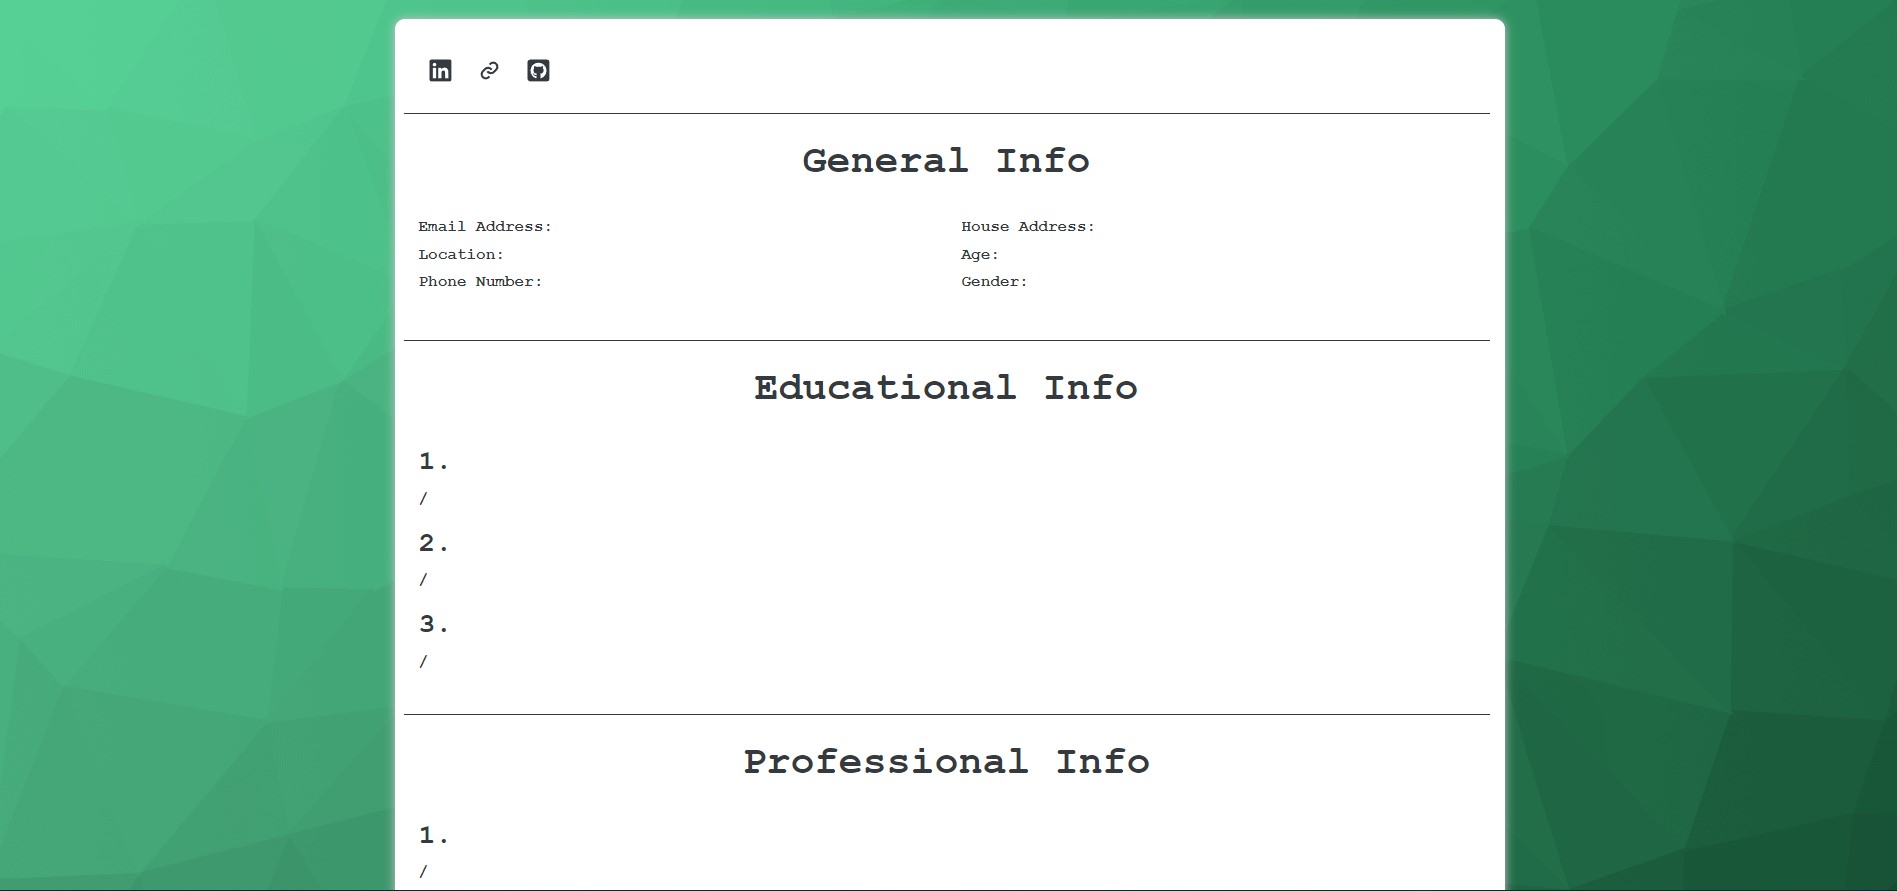 in
General Info
Email Address:
House Address:
Location:
Age:
Phone Number:
Gender:
Educational Info
1.
/
2.
/
3.
/
Professional Info
1.
/